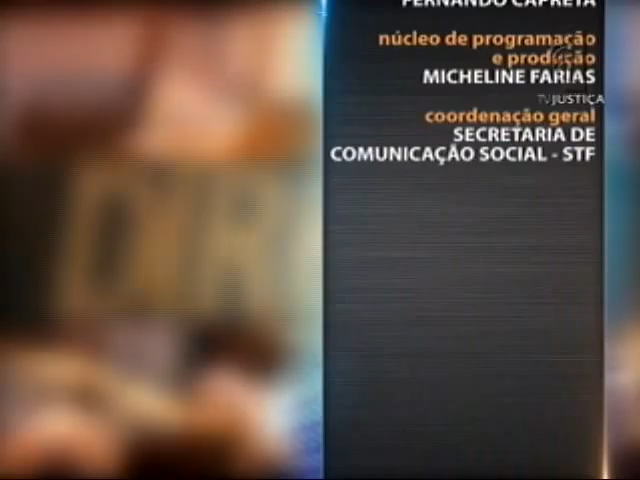 FERNANDO CAPRETA
núcleo de programação
e produção
MICHELINE FARIAS
TV JUSTIÇA
coordenação geral
SECRETARIA DE
COMUNICAÇÃO SOCIAL - STF